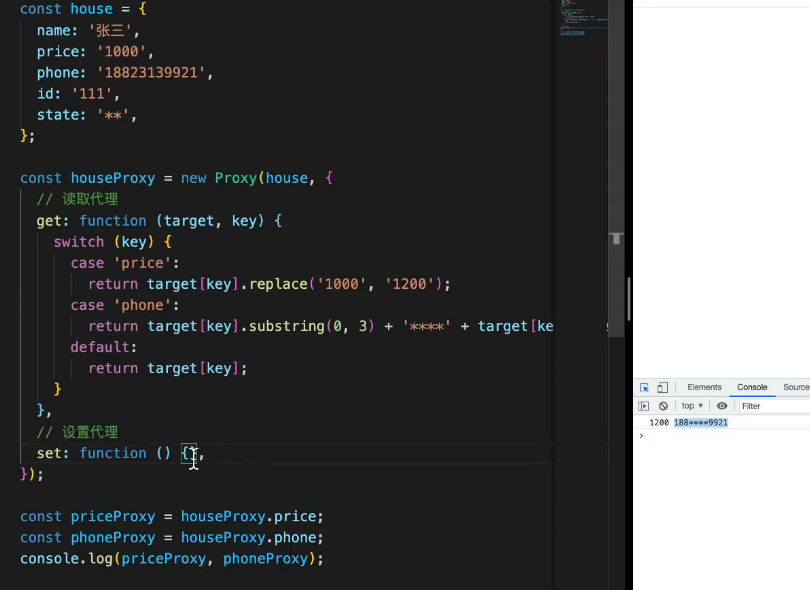 const house = {
name: '张三',
price: '1000',
phone: '18823139921',
id: '111',
state: '**',
};
const houseProxy = new Proxy(house, {
// 读取代理
get: function (target, key) {
switch (key) {
case 'price':
return target[key].replace('1000', '1200');
case 'phone':
return target[key].substring(0, 3) + '****' + target[ke
default:
return target[key];
}
},
// 设置代理
set: function () {},
});
const priceProxy = houseProxy.price;
const phoneProxy = houseProxy.phone;
console.log(priceProxy, phoneProxy);
Elements Console Source
top ▼ Filter
1200 188****9921
›